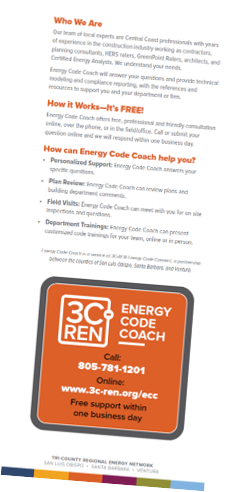 Who We Are
Our team of local experts are Central Coast professionals with years
of experience in the construction industry working as contractors,
planning consultants, HERS raters, GreenPoint Raters, architects, and
Certified Energy Analysts. We understand your needs.
Energy Code Coach will answer your questions and provide technical
modeling and compliance reporting, with the references and
resources to support you and your department or firm.
How it Works—It's FREE!
Energy Code Coach offers free, professional and friendly consultation
online, over the phone, or in the field/office. Call or submit your
question online and we will respond within one business day.
How can Energy Code Coach help you?
• Personalized Support: Energy Code Coach answers your
specific questions.
• Plan Review: Energy Code Coach can review plans and
building department comments.
• Field Visits: Energy Code Coach can meet with you for on site
inspections and questions.
• Department Trainings: Energy Code Coach can present
customized code trainings for your team, online or in person.
Energy Code Coach is a service of 3C-REN Energy Code Connect, a partnership
between the counties of San Luis Obispo, Santa Barbara, and Ventura.
3C
REN
ENERGY
CODE
COACH
Call:
805-781-1201
Online:
www.3c-ren.org/ecc
Free support within
one business day
TRI-COUNTY REGIONAL ENERGY NETWORK
SAN LUIS OBISPO • SANTA BARBARA • VENTURA